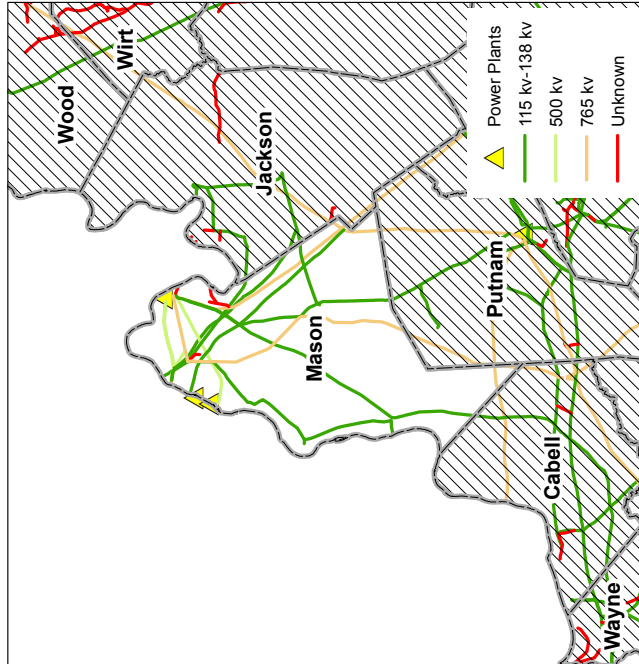 Wood
Wirt
Jackson
Mason
Putnam
Cabell
Wayne
Power Plants
115 kv-138 kv
500 kv
765 kv
Unknown